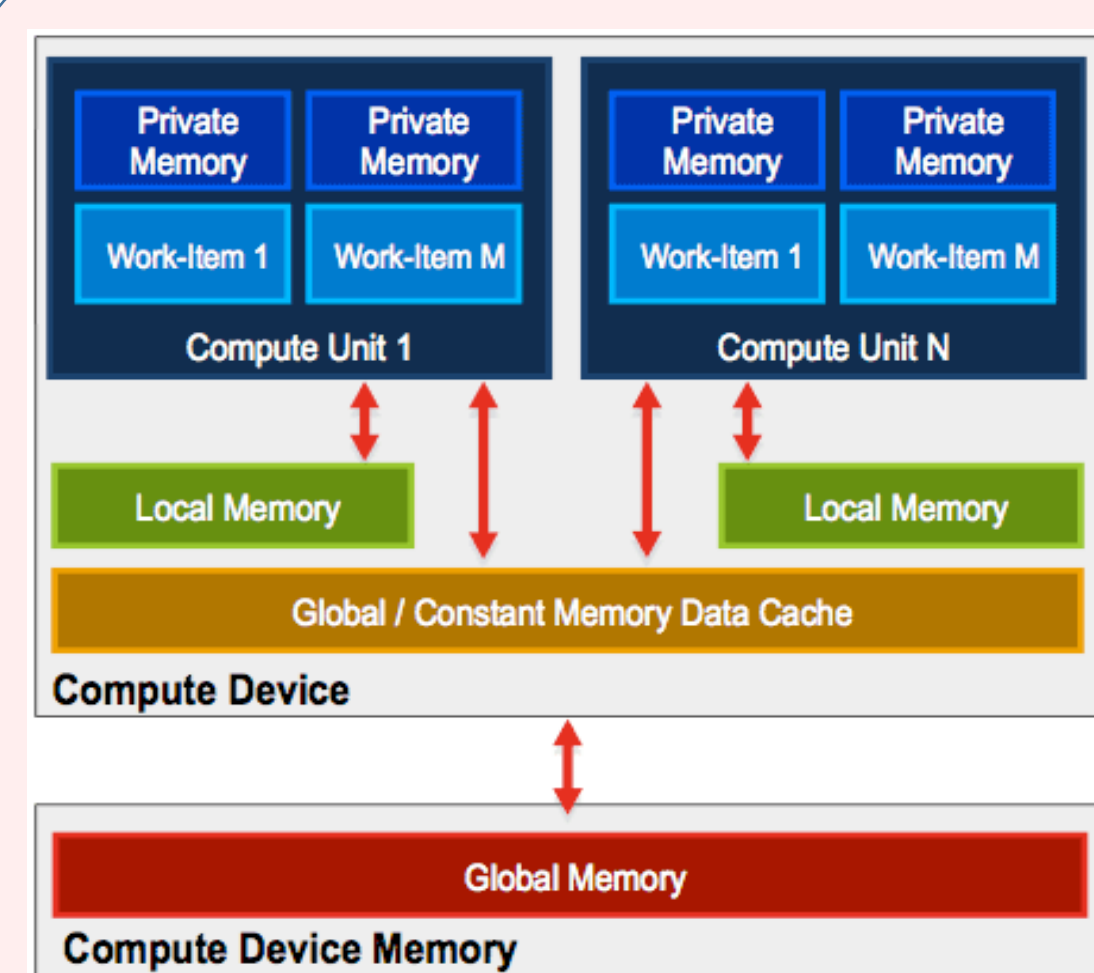 Private
Memory
Private
Memory
Private
Memory
Private
Memory
Work-Item 1
Work-Item M
Work-Item 1
Work-Item M
Compute Unit 1
Compute Unit N
Local Memory
Local Memory
Global / Constant Memory Data Cache
Compute Device
Global Memory
Compute Device Memory